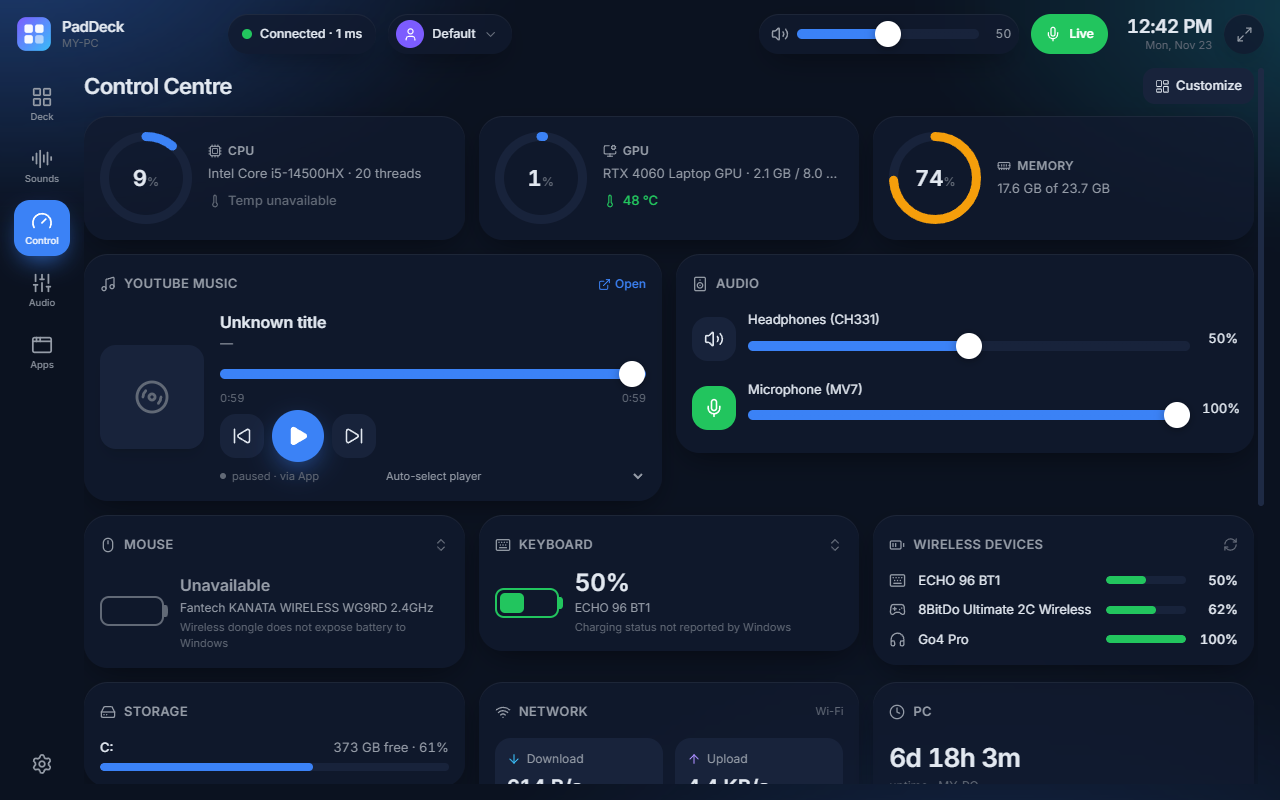 PadDeck
MY-PC
Connected · 1 ms
Default
50
Live
12:42 PM
Mon, Nov 23
Deck
Sounds
Control
Audio
Apps
Control Centre
Customize
9%
CPU
Intel Core i5-14500HX · 20 threads
Temp unavailable
1%
GPU
RTX 4060 Laptop GPU · 2.1 GB / 8.0 ...
48 °C
74%
MEMORY
17.6 GB of 23.7 GB
YOUTUBE MUSIC
Open
Unknown title
—
0:59
0:59
paused · via App
Auto-select player
AUDIO
Headphones (CH331)
50%
Microphone (MV7)
100%
MOUSE
Unavailable
Fantech KANATA WIRELESS WG9RD 2.4GHz
Wireless dongle does not expose battery to
Windows
KEYBOARD
50%
ECHO 96 BT1
Charging status not reported by Windows
WIRELESS DEVICES
ECHO 96 BT1
50%
8BitDo Ultimate 2C Wireless
62%
Go4 Pro
100%
STORAGE
C:
373 GB free · 61%
NETWORK
Wi-Fi
Download
Upload
PC
6d 18h 3m